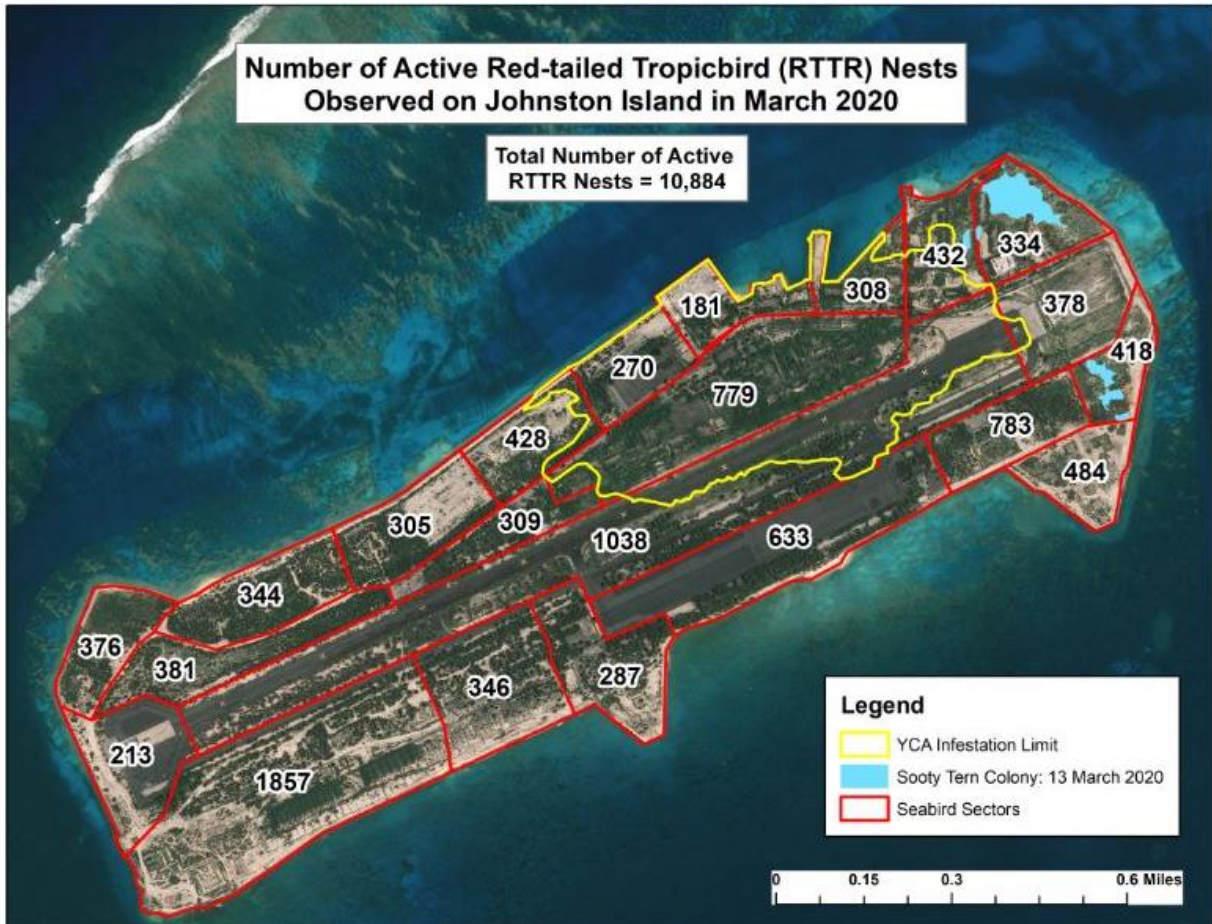 Number of Active Red-tailed Tropicbird (RTTR) Nests
Observed on Johnston Island in March 2020
Total Number of Active
RTTR Nests = 10,884
334
432
308
378
181
418
270
779
783
428
484
305
309
1038
633
344
376
381
346
287
213
1857
Legend
YCA Infestation Limit
Sooty Tern Colony: 13 March 2020
Seabird Sectors
0 0.15 0.3 0.6 Miles